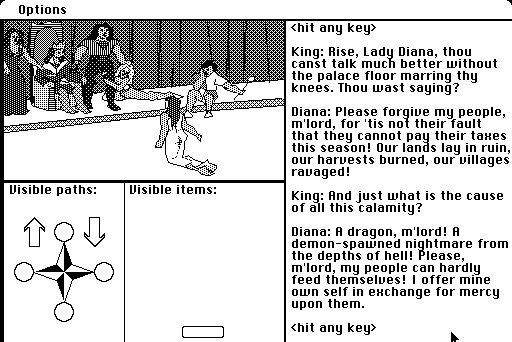 Options
<hit any key>
King: Rise, Lady Diana, thou
canst talk much better without
the palace floor marring thy
knees. Thou wast saying?
Diana: Please forgive my people,
m'lord, for 'tis not their fault
that they cannot pay their taxes
this season! Our lands lay in ruin,
our harvests burned, our villages
ravaged!
King: And just what is the cause
of all this calamity?
Diana: A dragon, m'lord! A
demon-spawned nightmare from
the depths of hell! Please,
m'lord, my people can hardly
feed themselves! I offer mine
own self in exchange for mercy
upon them.
<hit any key>
Visible paths:
Visible items: